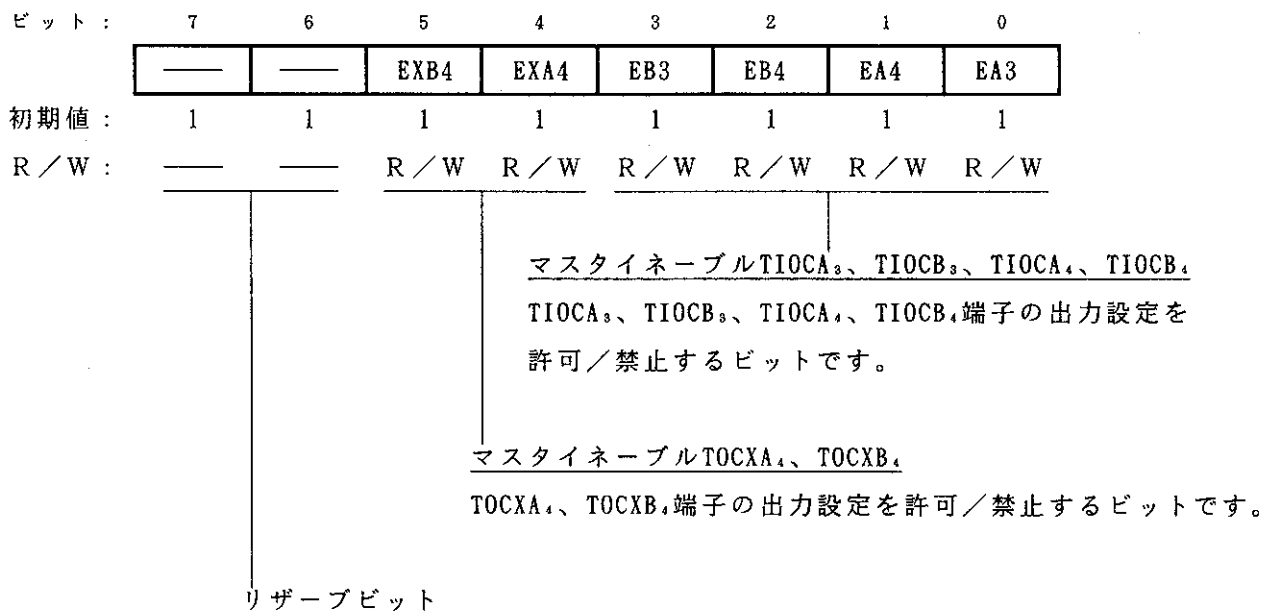 ビット： 7 6 5 4 3 2 1 0
—— —— EXB4 EXA4 EB3 EB4 EA4 EA3
初期値： 1 1 1 1 1 1 1 1
R／W： —— —— R／W R／W R／W R／W R／W R／W
マスタイネーブルTIOCA₃、TIOCB₃、TIOCA₄、TIOCB₄
TIOCA₃、TIOCB₃、TIOCA₄、TIOCB₄端子の出力設定を
許可／禁止するビットです。
マスタイネーブルTOCXA₄、TOCXB₄
TOCXA₄、TOCXB₄端子の出力設定を許可／禁止するビットです。
リザーブビット